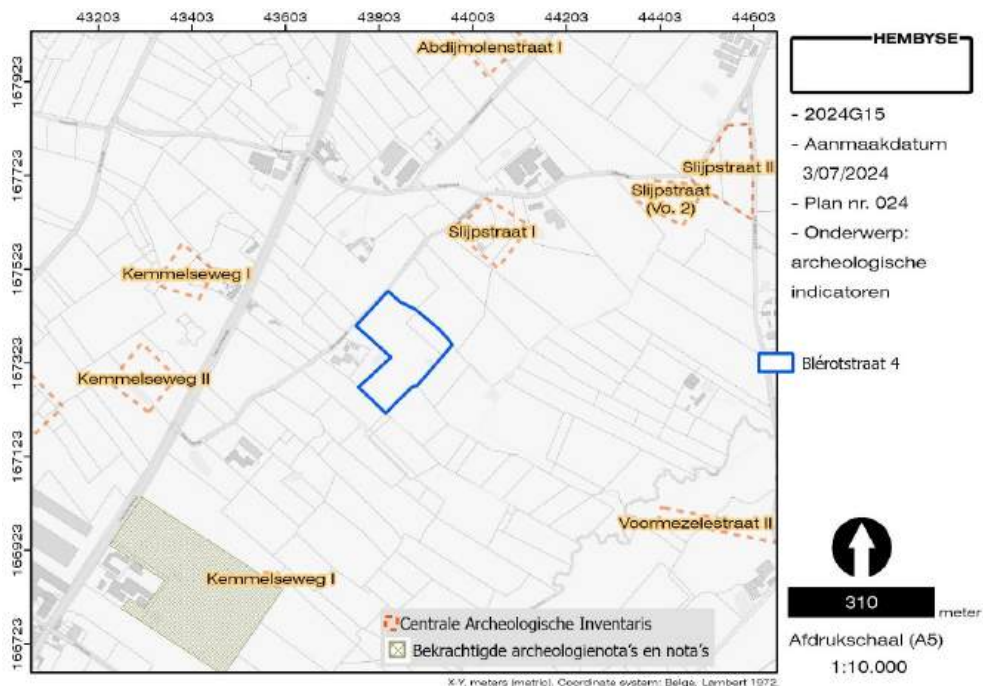 43203 43403 43603 43803 44003 44203 44403 44603
HEMBYSE
Abdijmolenstraat I
167923
- 2024G15
- Aanmaakdatum
3/07/2024
- Plan nr. 024
- Onderwerp:
archeologische
indicatoren
167723
Slijpstraat II
Slijpstraat
(Vo. 2)
Slijpstraat I
167523
Kemmelseweg I
167323
Blérotstraat 4
Kemmelseweg II
167123
166923
Voormezelestraat II
Kemmelseweg I
310 meter
Centrale Archeologische Inventaris
Bekrachtigde archeologienota's en nota's
166723
Afdrukschaal (A5)
1:10.000
X-Y, meters (metric), Coordinate system: Belge, Lambert 1972.